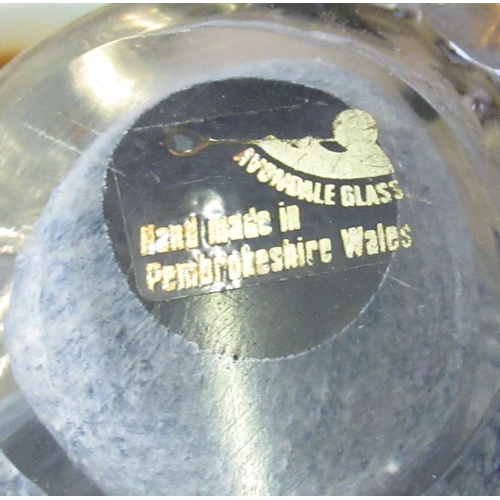 AVONDALE GLASS
Hand made in
Pembrokeshire Wales